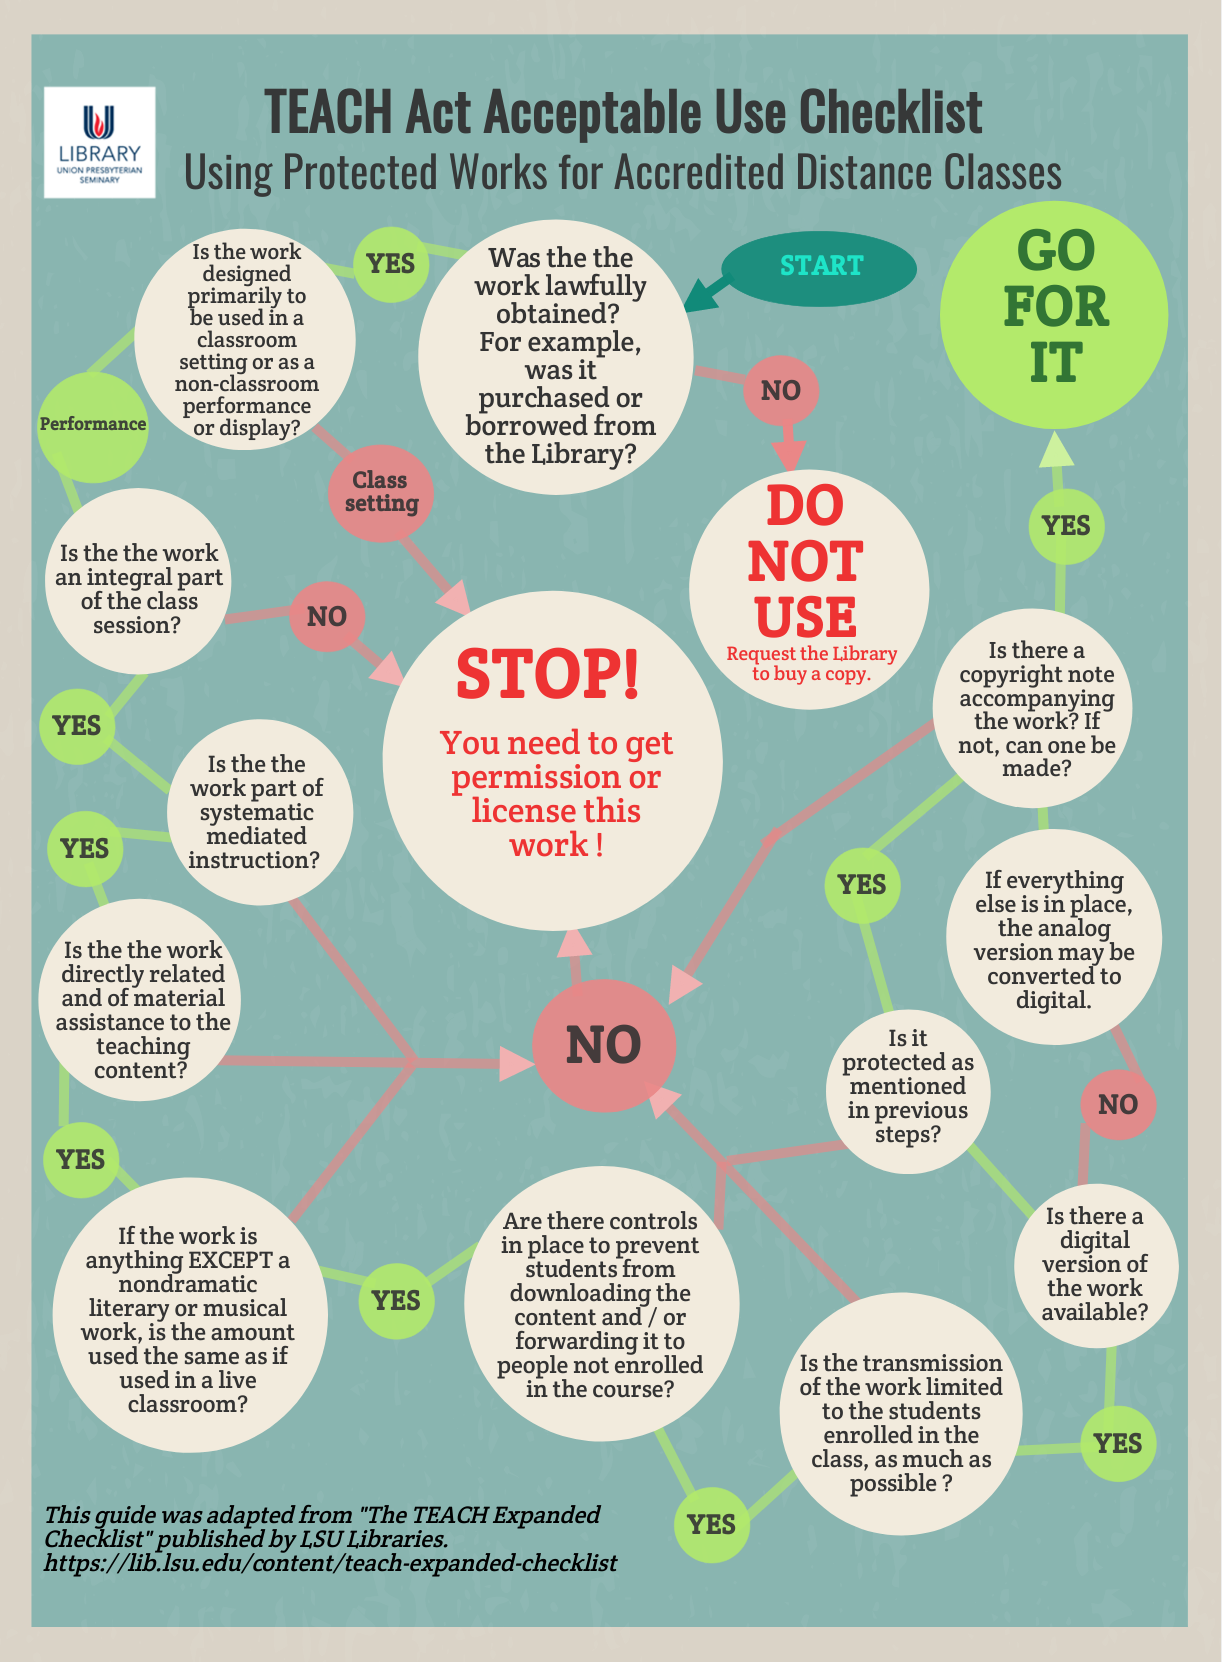 LIBRARY
UNION PRESBYTERIAN
SEMINARY
TEACH Act Acceptable Use Checklist
Using Protected Works for Accredited Distance Classes
START
Was the the
work lawfully
obtained?
For example,
was it
purchased or
borrowed from
the Library?
NO
DO
NOT
USE
Request the Library
to buy a copy.
YES
Is the work
designed
primarily to
be used in a
classroom
setting or as a
non-classroom
performance
or display?
Class
setting
Performance
Is the the work
an integral part
of the class
session?
NO
STOP!
You need to get
permission or
license this
work !
YES
Is the the
work part of
systematic
mediated
instruction?
YES
Is the the work
directly related
and of material
assistance to the
teaching
content?
NO
YES
If the work is
anything EXCEPT a
nondramatic
literary or musical
work, is the amount
used the same as if
used in a live
classroom?
YES
Are there controls
in place to prevent
students from
downloading the
content and / or
forwarding it to
people not enrolled
in the course?
YES
Is the transmission
of the work limited
to the students
enrolled in the
class, as much as
possible ?
YES
Is there a
digital
version of
the work
available?
NO
If everything
else is in place,
the analog
version may be
converted to
digital.
Is it
protected as
mentioned
in previous
steps?
YES
Is there a
copyright note
accompanying
the work? If
not, can one be
made?
YES
GO
FOR
IT
This guide was adapted from "The TEACH Expanded
Checklist" published by LSU Libraries.
https://lib.lsu.edu/content/teach-expanded-checklist